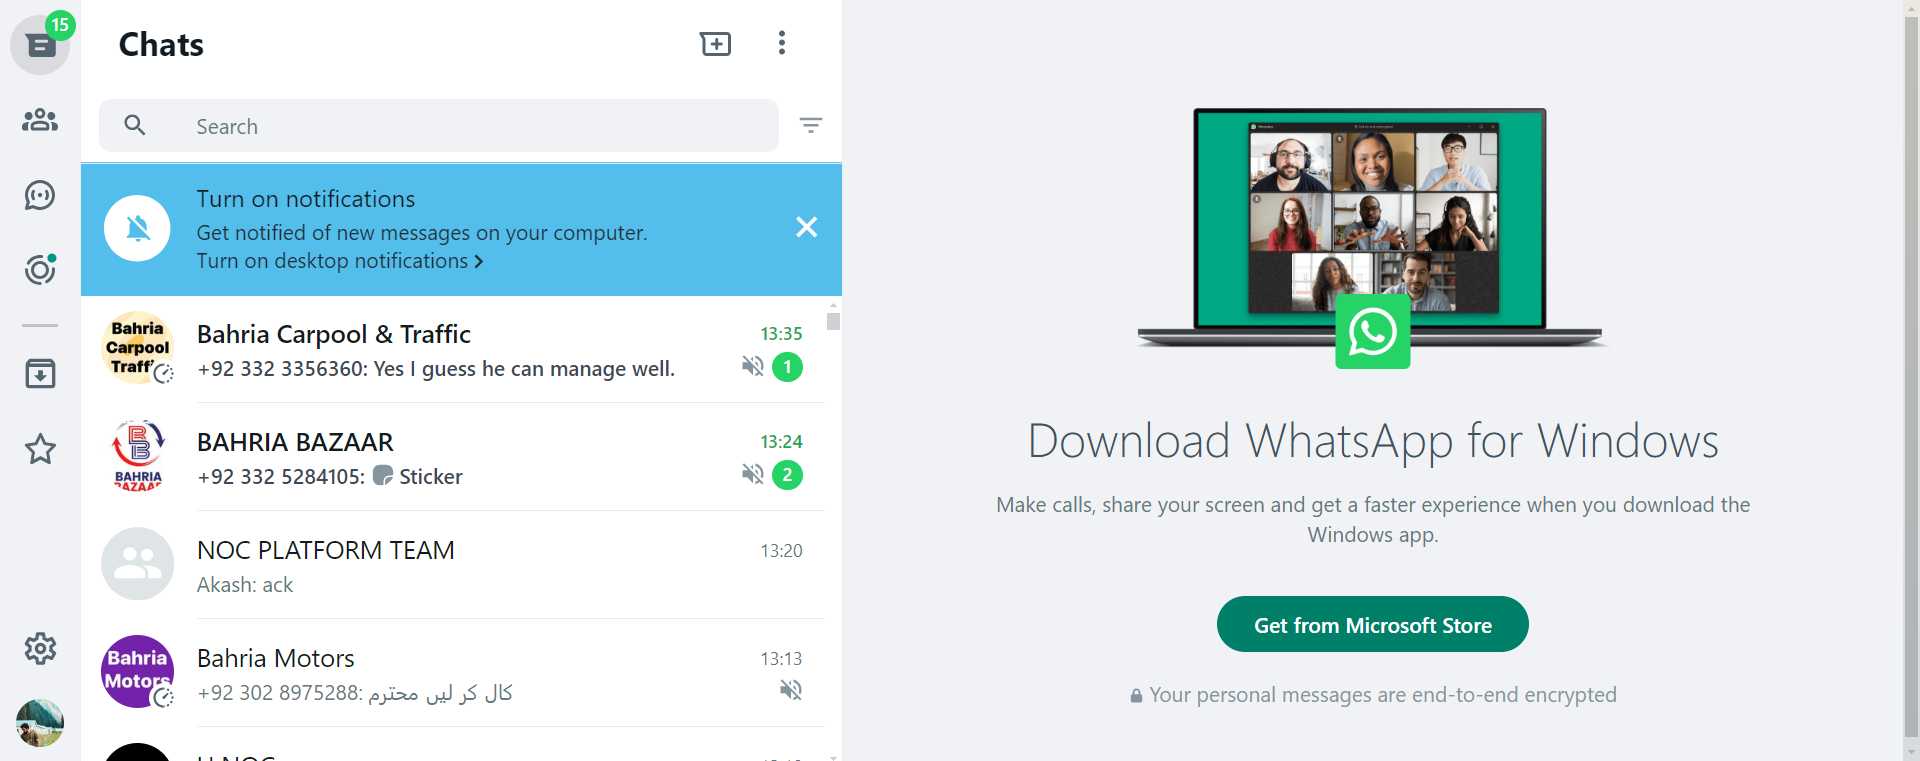 15
Chats
Search
Turn on notifications
Get notified of new messages on your computer.
Turn on desktop notifications
Bahria
Carpool
Bahria Carpool & Traffic
13:35
+92 332 3356360: Yes I guess he can manage well.
1
BAHRIA
BAZAAR
BAHRIA BAZAAR
13:24
+92 332 5284105: Sticker
2
NOC PLATFORM TEAM
13:20
Akash: ack
Bahria
Motors
Bahria Motors
13:13
+92 302 8975288: کال کر لیں محترم
Download WhatsApp for Windows
Make calls, share your screen and get a faster experience when you download the
Windows app.
Get from Microsoft Store
Your personal messages are end-to-end encrypted